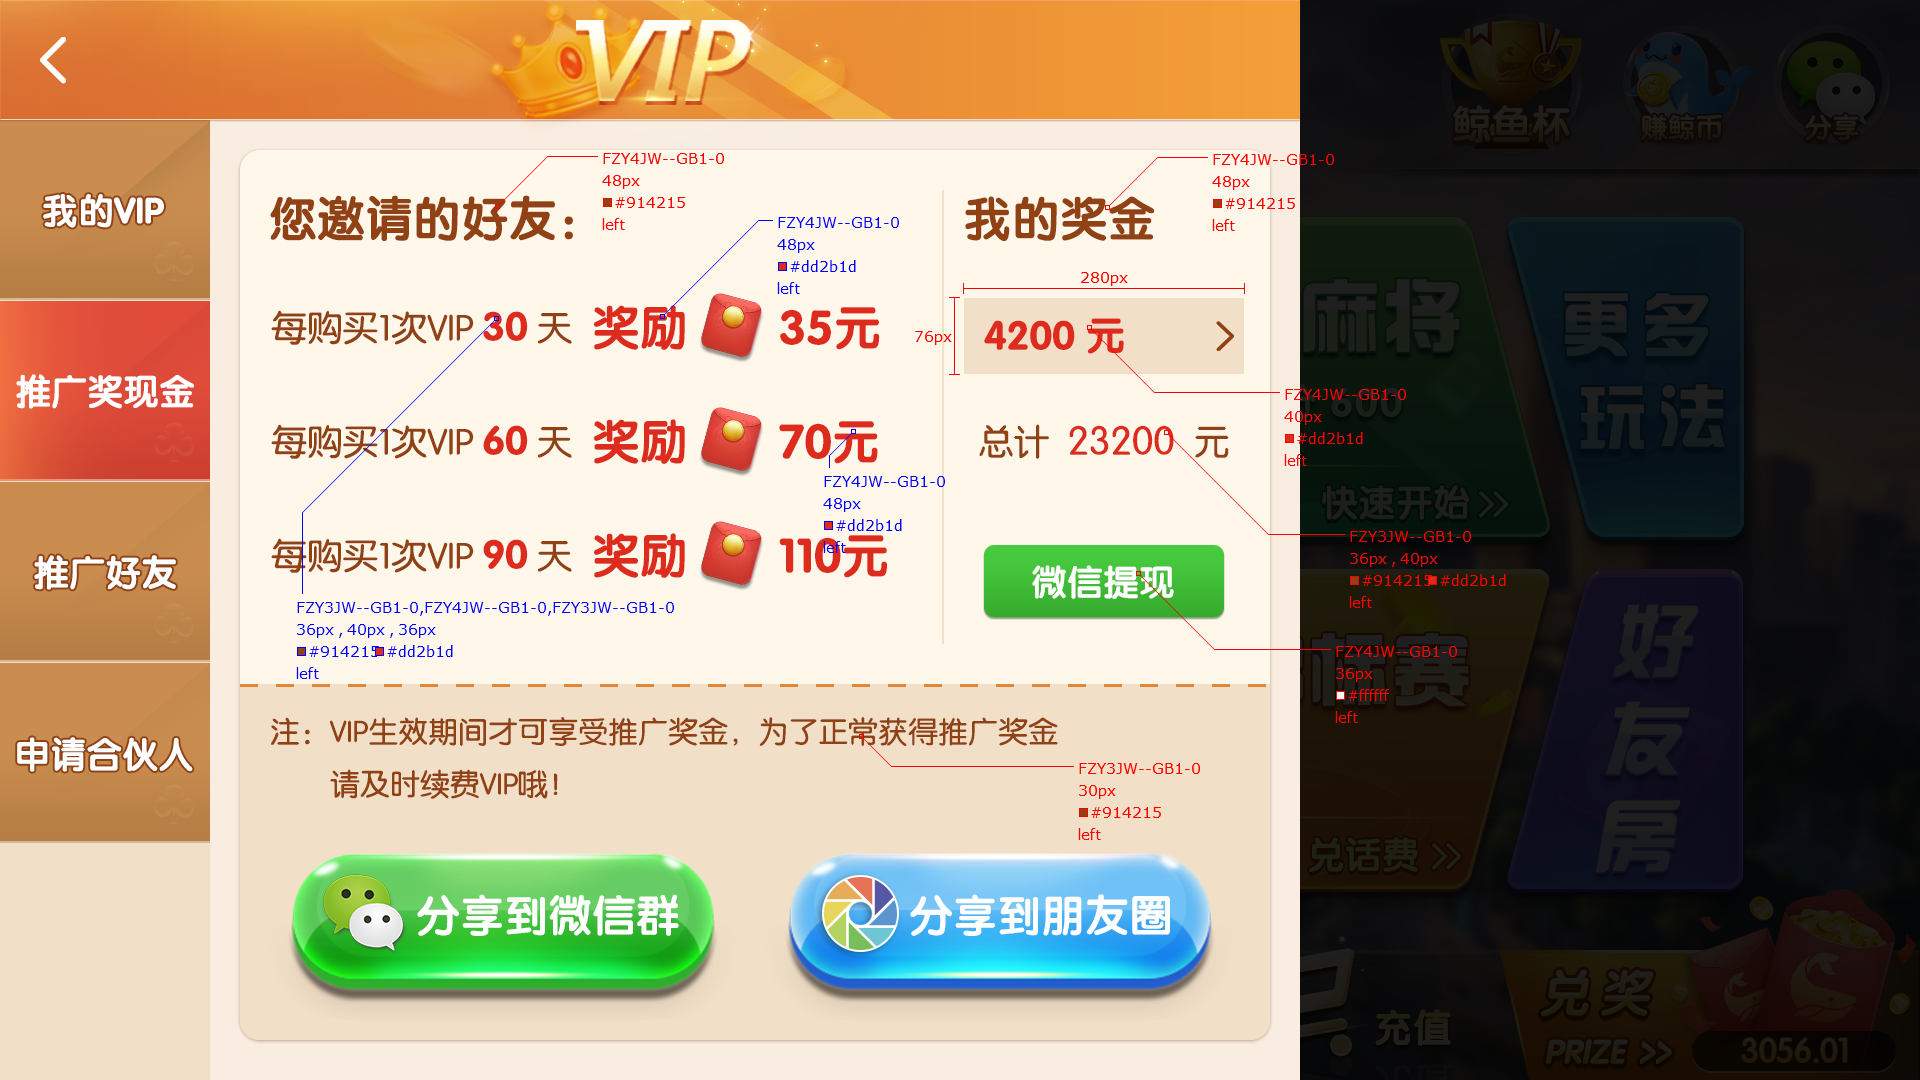 VIP
鲸鱼杯
赚鲸币
分享
我的VIP
推广奖现金
推广好友
申请合伙人
您邀请的好友：
FZY4JW--GB1-0
48px
#914215
left
FZY4JW--GB1-0
48px
#dd2b1d
left
每购买1次VIP 30 天 奖励 35元
每购买1次VIP 60 天 奖励 70元
FZY4JW--GB1-0
48px
#dd2b1d
left
每购买1次VIP 90 天 奖励 110元
FZY3JW--GB1-0,FZY4JW--GB1-0,FZY3JW--GB1-0
36px , 40px , 36px
#914215 #dd2b1d
left
我的奖金
FZY4JW--GB1-0
48px
#914215
left
280px
76px
4200 元
FZY4JW--GB1-0
40px
#dd2b1d
left
总计 23200 元
FZY3JW--GB1-0
36px , 40px
#914215 #dd2b1d
left
微信提现
FZY4JW--GB1-0
36px
#ffffff
left
注：VIP生效期间才可享受推广奖金，为了正常获得推广奖金
请及时续费VIP哦！
FZY3JW--GB1-0
30px
#914215
left
分享到微信群
分享到朋友圈
麻将
600
快速开始
更多
玩法
标赛
兑话费
好
友
房
充值
兑奖
PRIZE
3056.01